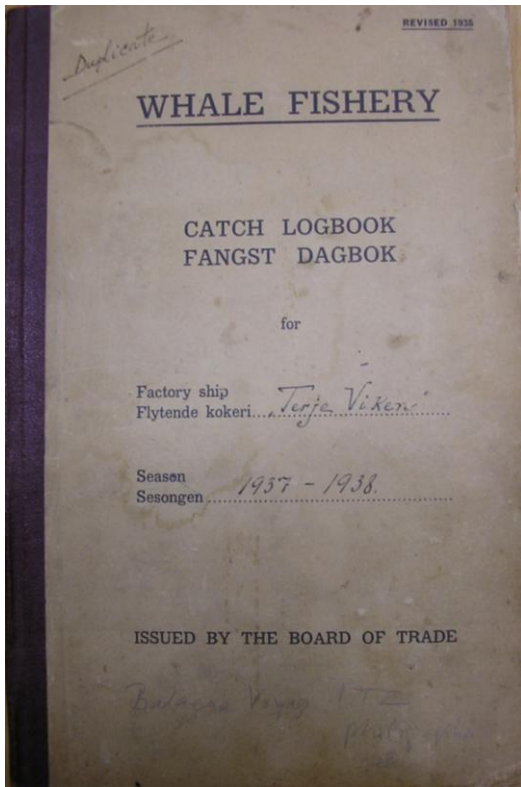 REVISED 1936
Duplicate
WHALE FISHERY
CATCH LOGBOOK
FANGST DAGBOK
for
Factory ship
Flytende kokeri....."Terje Viken"
Season
Sesongen 1937 - 1938.
ISSUED BY THE BOARD OF TRADE